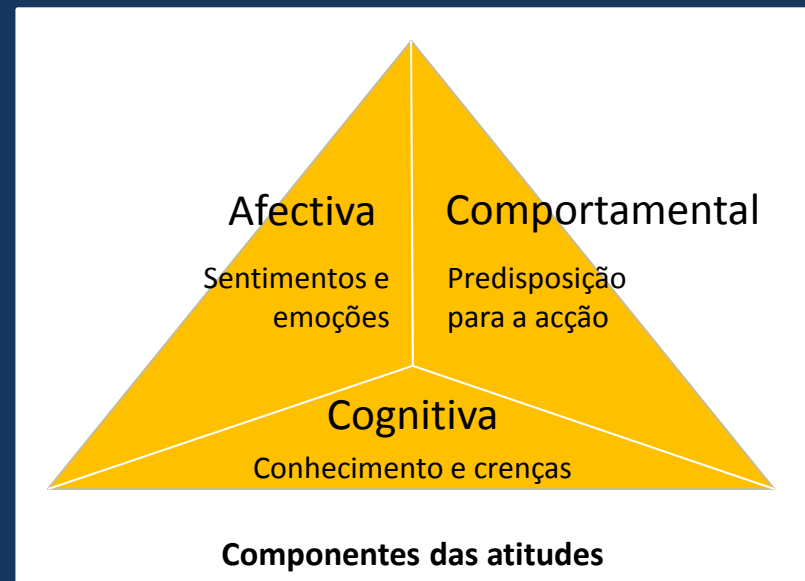 Afectiva
Sentimentos e
emoções
Comportamental
Predisposição
para a acção
Cognitiva
Conhecimento e crenças
Componentes das atitudes